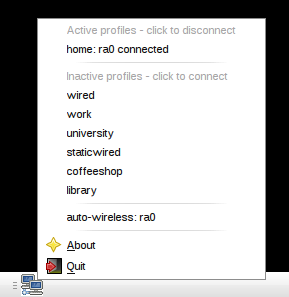 Active profiles - click to disconnect
home: ra0 connected
Inactive profiles - click to connect
wired
work
university
staticwired
coffeeshop
library
auto-wireless: ra0
About
Quit